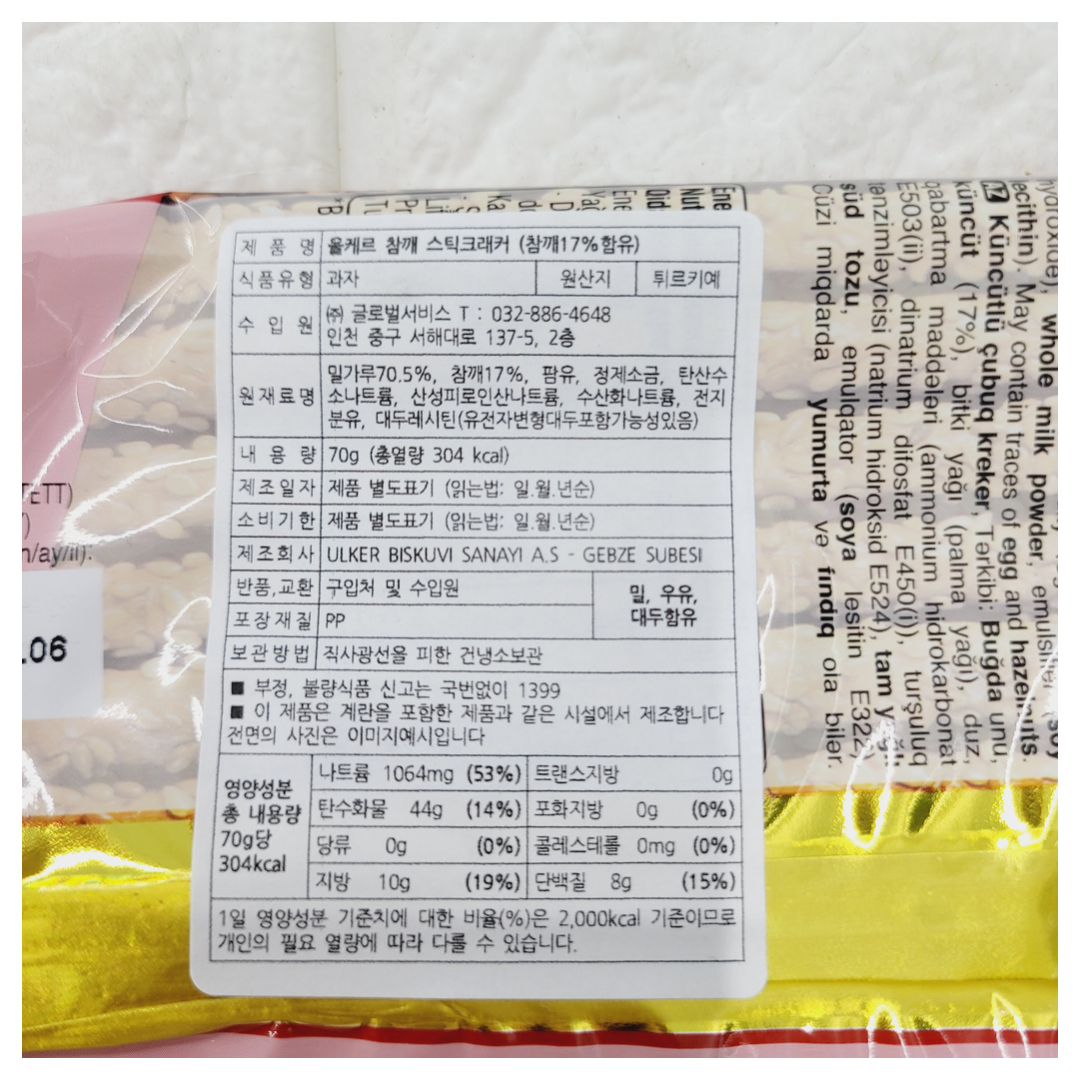 제 품 명 울케르 참깨 스틱크래커 (참깨17%함유)
식품유형 과자 원산지 튀르키예
수 입 원 ㈜ 글로벌서비스 T : 032-886-4648
인천 중구 서해대로 137-5, 2층
원재료명 밀가루70.5%, 참깨17%, 팜유, 정제소금, 탄산수
소나트륨, 산성피로인산나트륨, 수산화나트륨, 전지
분유, 대두레시틴(유전자변형대두포함가능성있음)
내 용 량 70g (총열량 304 kcal)
제조일자 제품 별도표기 (읽는법: 일.월.년순)
소비기한 제품 별도표기 (읽는법: 일.월.년순)
제조회사 ULKER BISKUVI SANAYI A.S - GEBZE SUBESI
반품,교환 구입처 및 수입원
밀, 우유,
대두함유
포장재질 PP
보관방법 직사광선을 피한 건냉소보관
■ 부정, 불량식품 신고는 국번없이 1399
■ 이 제품은 계란을 포함한 제품과 같은 시설에서 제조합니다
전면의 사진은 이미지예시입니다
영양성분
총 내용량
70g당
304kcal
나트륨 1064mg (53%) 트랜스지방 0g
탄수화물 44g (14%) 포화지방 0g (0%)
당류 0g (0%) 콜레스테롤 0mg (0%)
지방 10g (19%) 단백질 8g (15%)
1일 영양성분 기준치에 대한 비율(%)은 2,000kcal 기준이므로
개인의 필요 열량에 따라 다를 수 있습니다.
whole milk powder,
ecithin). May contain traces of egg and hazelnuts.
Küncütlü çubuq kreker, Tərkibi: Buğda unu,
küncüt (17%), bitki yağı (palma yağı), duz,
qabartma maddələri (ammonium hidrokarbonat
E503(ii), dinatrium difosfat E450(i)), turşuluq
tənzimləyicisi (natrium hidroksid E524), tam yağlı
süd tozu, emulqator (soya lesitin E322)
Cüzi miqdarda yumurta və fındıq ola bilər.
.06